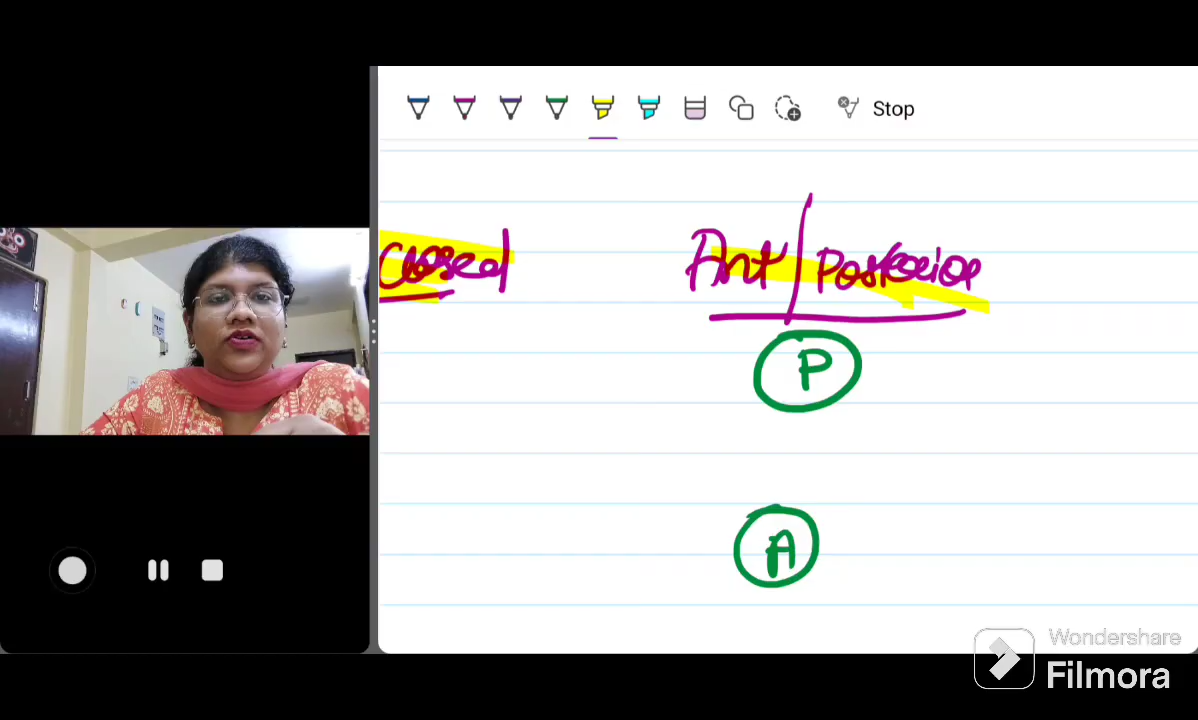 Stop
Closed Ant / Posterior
P
A
Wondershare
Filmora